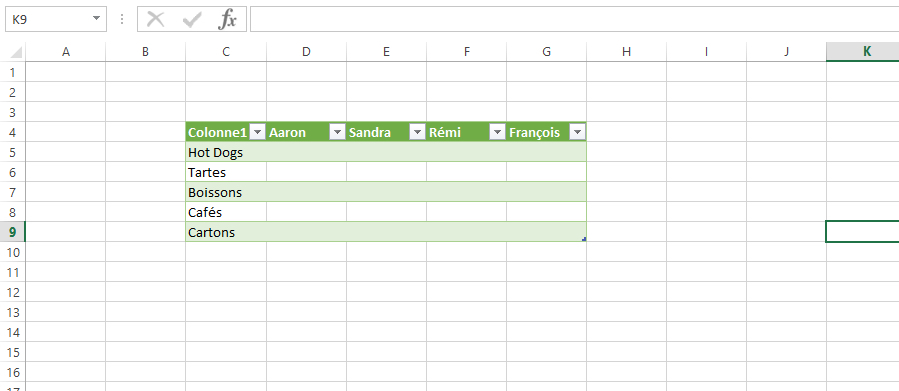 K9 fx
A B C D E F G H I J K
1
2
3
4 Colonne1 Aaron Sandra Rémi François
5 Hot Dogs
6 Tartes
7 Boissons
8 Cafés
9 Cartons
10
11
12
13
14
15
16
17